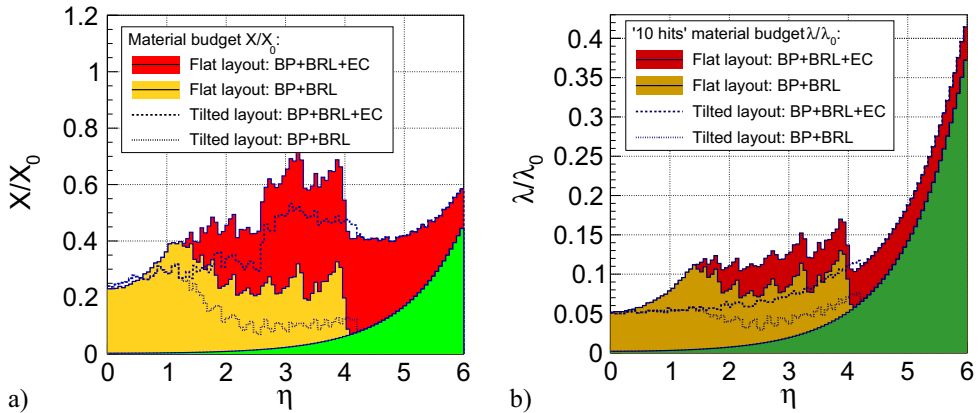 X/X0
1.2
1
0.8
0.6
0.4
0.2
0
Material budget X/X0:
Flat layout: BP+BRL+EC
Flat layout: BP+BRL
Tilted layout: BP+BRL+EC
Tilted layout: BP+BRL
0 1 2 3 4 5 6
η
a)
λ/λ0
0.4
0.35
0.3
0.25
0.2
0.15
0.1
0.05
0
'10 hits' material budget λ/λ0:
Flat layout: BP+BRL+EC
Flat layout: BP+BRL
Tilted layout: BP+BRL+EC
Tilted layout: BP+BRL
0 1 2 3 4 5 6
η
b)